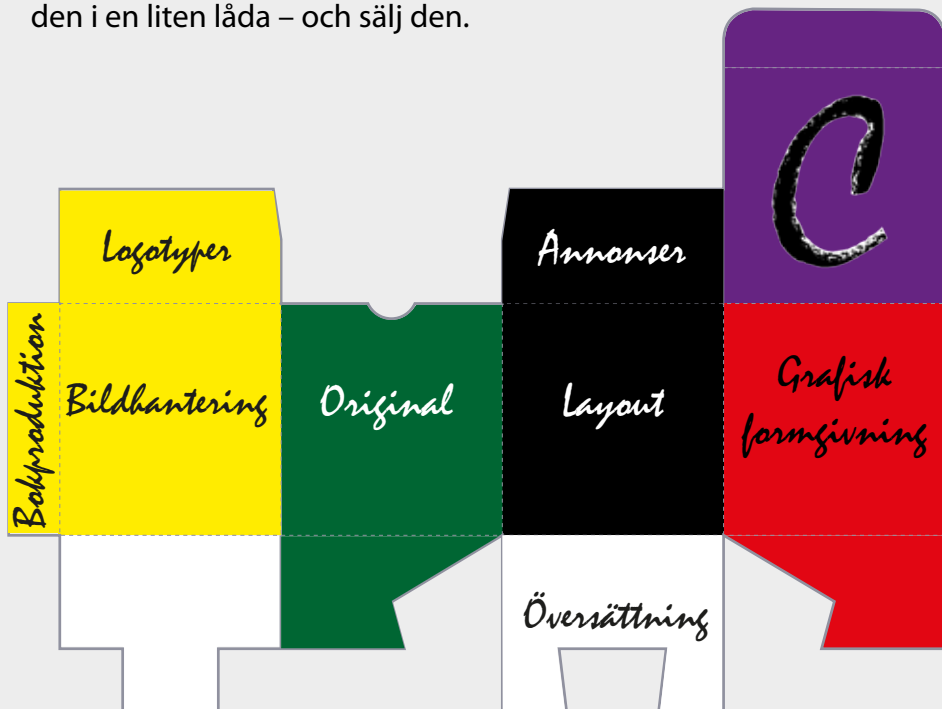 den i en liten låda – och sälj den.
C
Logotyper
Annonser
Bokproduktion
Bildhantering
Original
Layout
Grafisk
formgivning
Översättning